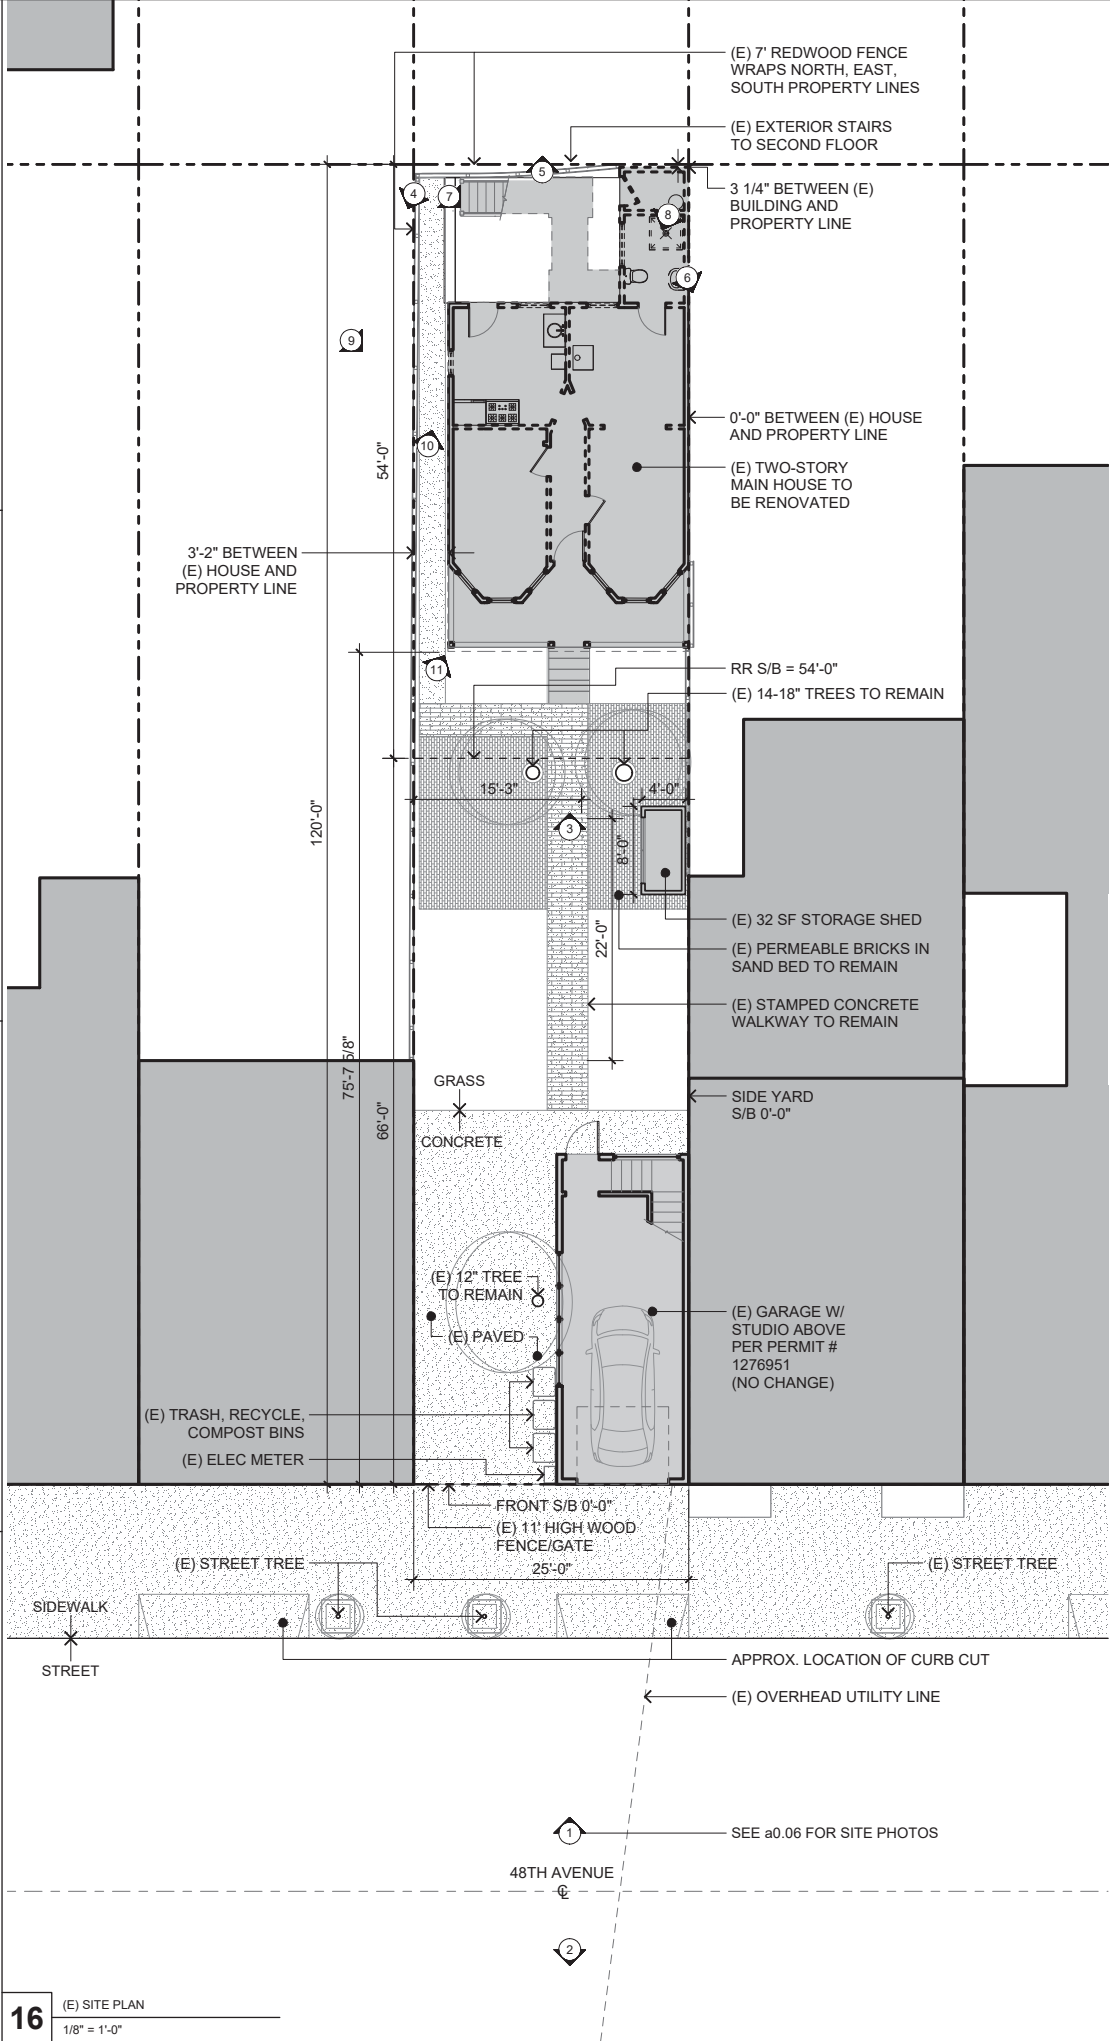 (E) 7' REDWOOD FENCE
WRAPS NORTH, EAST,
SOUTH PROPERTY LINES
(E) EXTERIOR STAIRS
TO SECOND FLOOR
5
4
7
3 1/4" BETWEEN (E)
BUILDING AND
PROPERTY LINE
8
6
9
0'-0" BETWEEN (E) HOUSE
AND PROPERTY LINE
10
54'-0"
(E) TWO-STORY
MAIN HOUSE TO
BE RENOVATED
3'-2" BETWEEN
(E) HOUSE AND
PROPERTY LINE
11
RR S/B = 54'-0"
(E) 14-18" TREES TO REMAIN
15'-3"
4'-0"
120'-0"
3
8'-0"
(E) 32 SF STORAGE SHED
22'-0"
(E) PERMEABLE BRICKS IN
SAND BED TO REMAIN
(E) STAMPED CONCRETE
WALKWAY TO REMAIN
75'-7 5/8"
66'-0"
GRASS
CONCRETE
SIDE YARD
S/B 0'-0"
(E) 12" TREE
TO REMAIN
(E) PAVED
(E) GARAGE W/
STUDIO ABOVE
PER PERMIT #
1276951
(NO CHANGE)
(E) TRASH, RECYCLE,
COMPOST BINS
(E) ELEC METER
FRONT S/B 0'-0"
(E) 11' HIGH WOOD
FENCE/GATE
25'-0"
(E) STREET TREE
(E) STREET TREE
SIDEWALK
STREET
APPROX. LOCATION OF CURB CUT
(E) OVERHEAD UTILITY LINE
1
SEE a0.06 FOR SITE PHOTOS
48TH AVENUE
℄
2
16
(E) SITE PLAN
1/8" = 1'-0"